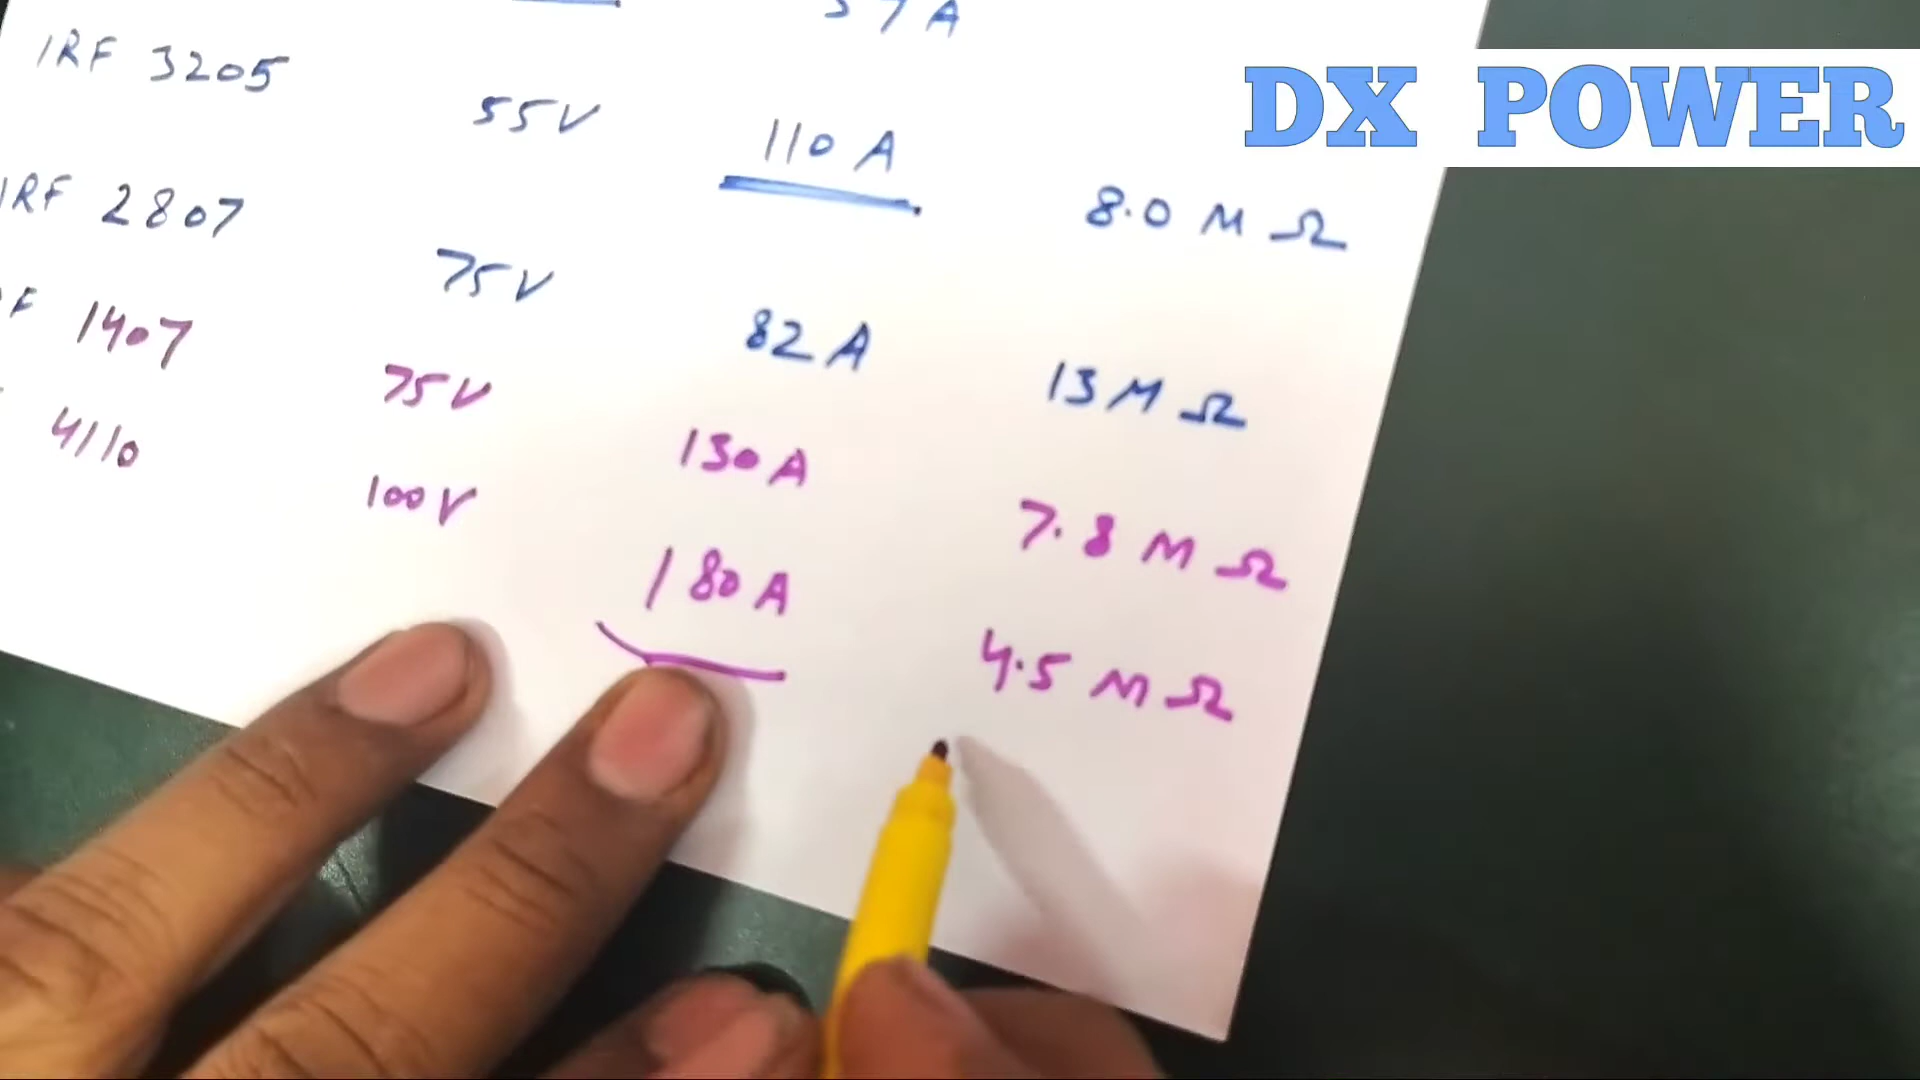 57A
IRF 3205 55V 110 A 8.0 M Ω
IRF 2807 75V 82 A 13 M Ω
F 1407 75V 130 A 7.8 M Ω
4110 100V 180 A 4.5 M Ω
DX POWER